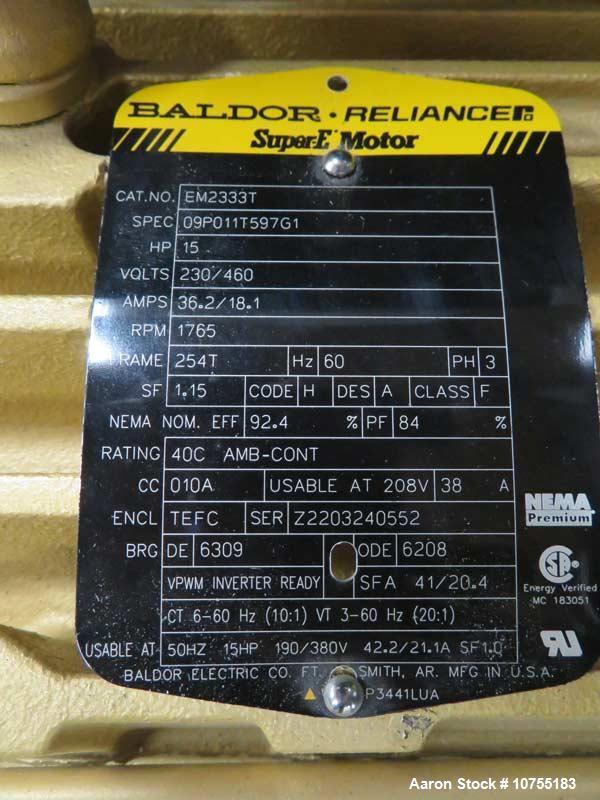 BALDOR · RELIANCER
Super-E Motor
CAT.NO. EM2333T
SPEC 09P011T597G1
HP 15
VOLTS 230/460
AMPS 36.2/18.1
RPM 1765
FRAME 254T Hz 60 PH 3
SF 1.15 CODE H DES A CLASS F
NEMA NOM. EFF 92.4 % PF 84 %
RATING 40C AMB-CONT
CC 010A USABLE AT 208V 38 A
ENCL TEFC SER Z2203240552
BRG DE 6309 ODE 6208
VPWM INVERTER READY SFA 41/20.4
CT 6-60 Hz (10:1) VT 3-60 Hz (20:1)
USABLE AT 50HZ 15HP 190/380V 42.2/21.1A SF1.0
BALDOR ELECTRIC CO. FT. SMITH, AR. MFG IN U.S.A.
P3441LUA
NEMA
Premium
Energy Verified
MC 183051
Aaron Stock # 10755183